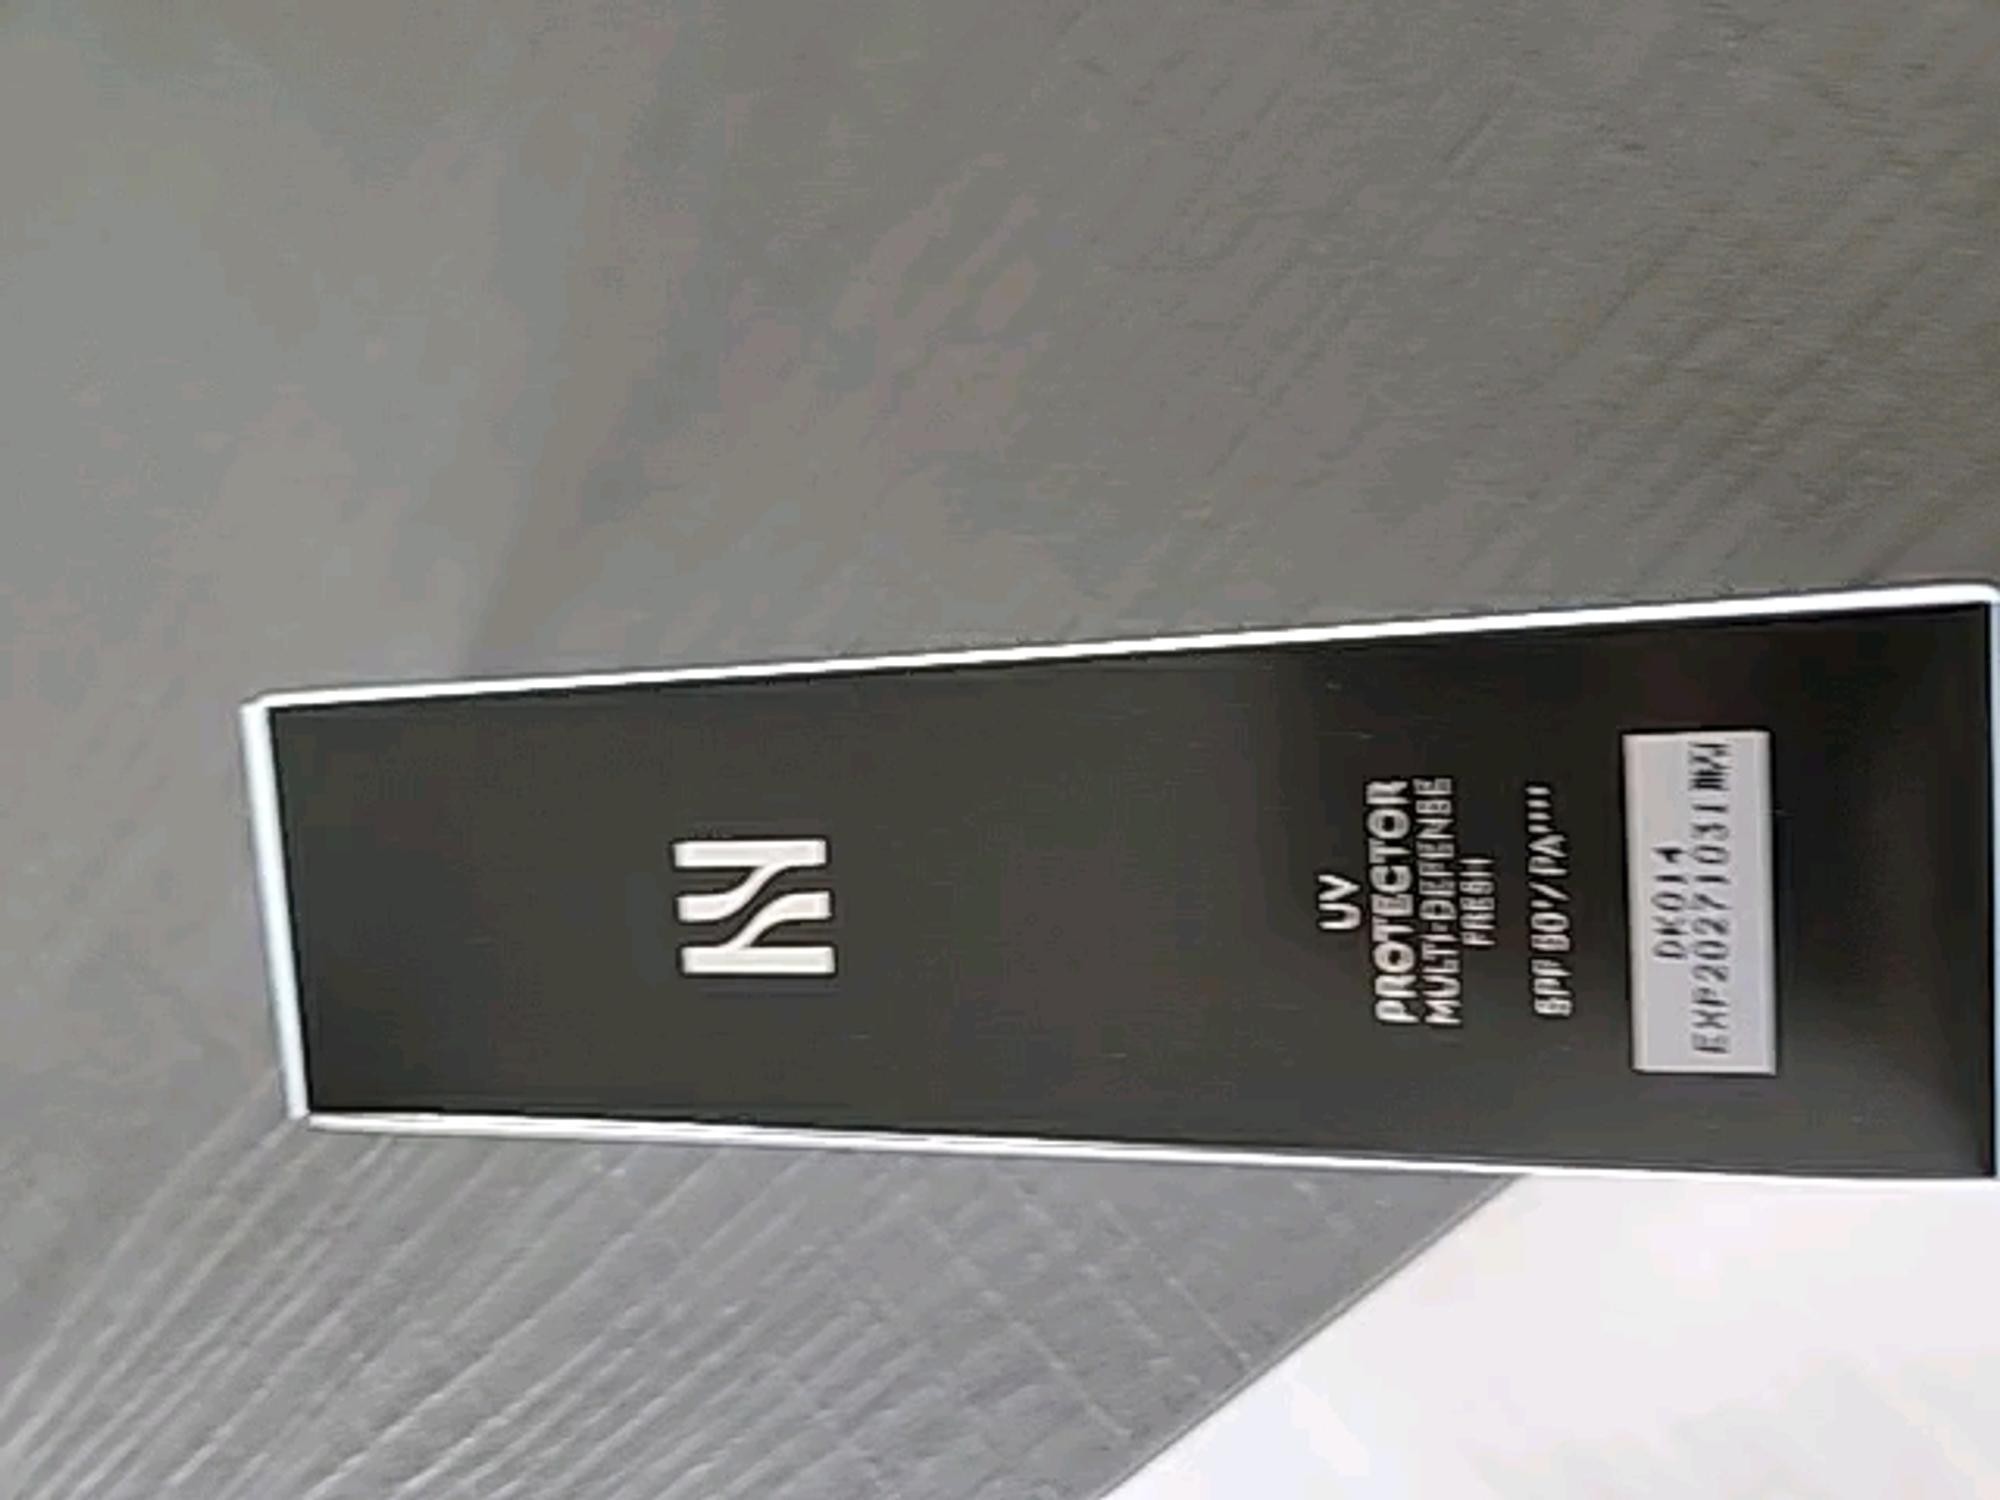 UV
PROTECTOR
MULTI-DEFENSE
FRESH
SPF 50+/PA++++
DK014
EXP20271031